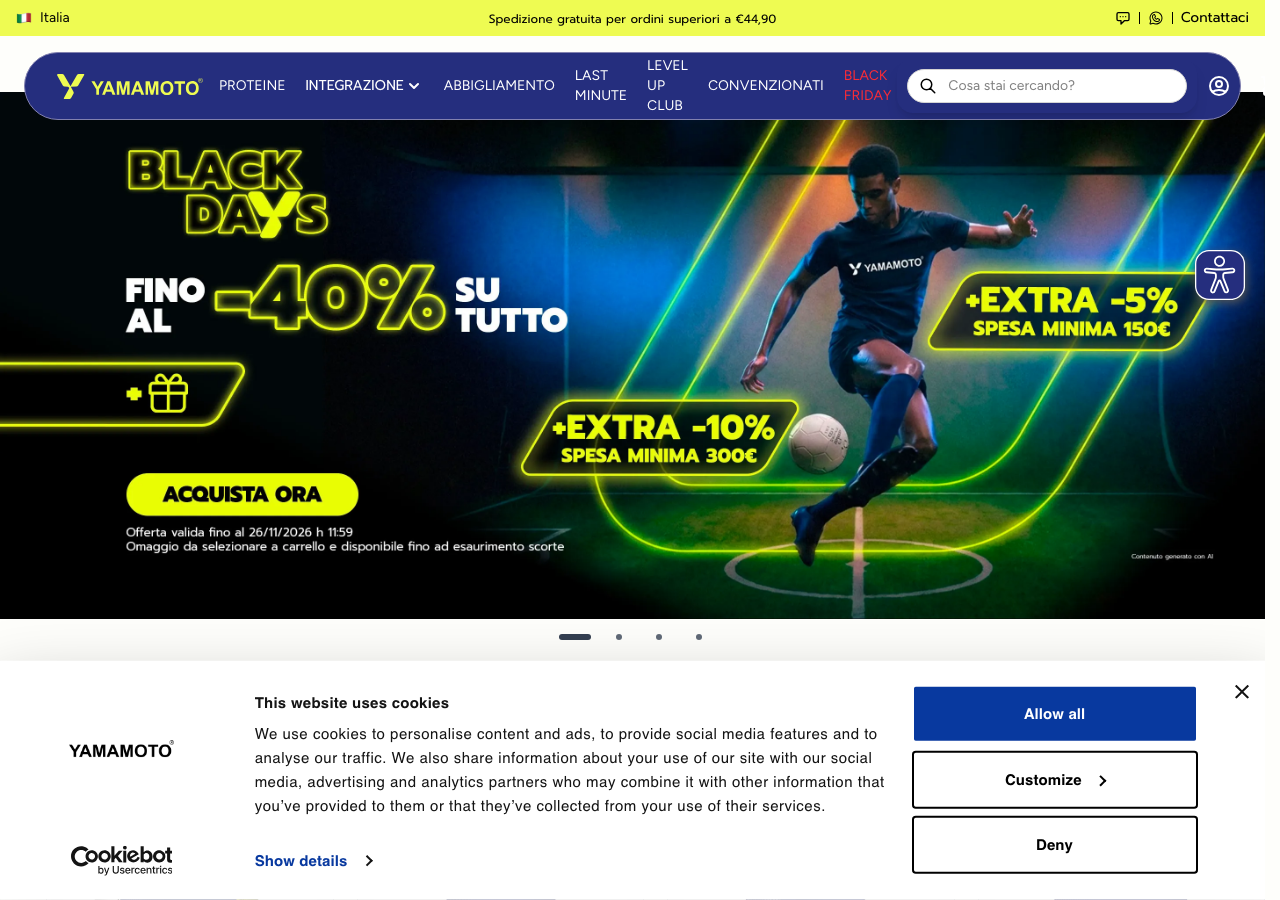 Italia
Spedizione gratuita per ordini superiori a €44,90
Contattaci
YAMAMOTO®
PROTEINE
INTEGRAZIONE
ABBIGLIAMENTO
LAST
MINUTE
LEVEL
UP
CLUB
CONVENZIONATI
BLACK
FRIDAY
Cosa stai cercando?
BLACK
DAYS
FINO
AL
-40%
SU
TUTTO
YAMAMOTO
+EXTRA -5%
SPESA MINIMA 150€
+EXTRA -10%
SPESA MINIMA 300€
ACQUISTA ORA
Offerta valida fino al 26/11/2026 h 11:59
Omaggio da selezionare a carrello e disponibile fino ad esaurimento scorte
Contenuto generato con AI
YAMAMOTO®
Cookiebot
by Usercentrics
This website uses cookies
We use cookies to personalise content and ads, to provide social media features and to
analyse our traffic. We also share information about your use of our site with our social
media, advertising and analytics partners who may combine it with other information that
you’ve provided to them or that they’ve collected from your use of their services.
Show details
Allow all
Customize
Deny